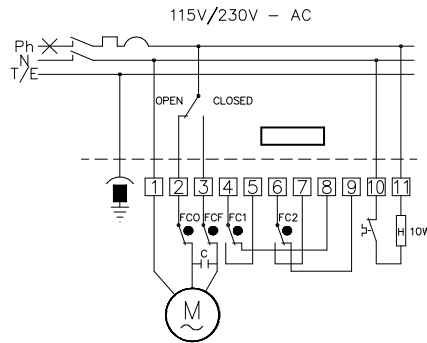 115V/230V - AC
Ph
N
T/E
OPEN CLOSED
1 2 3 4 5 6 7 8 9 10 11
FCO FCF FC1 FC2
C
H 10W
M